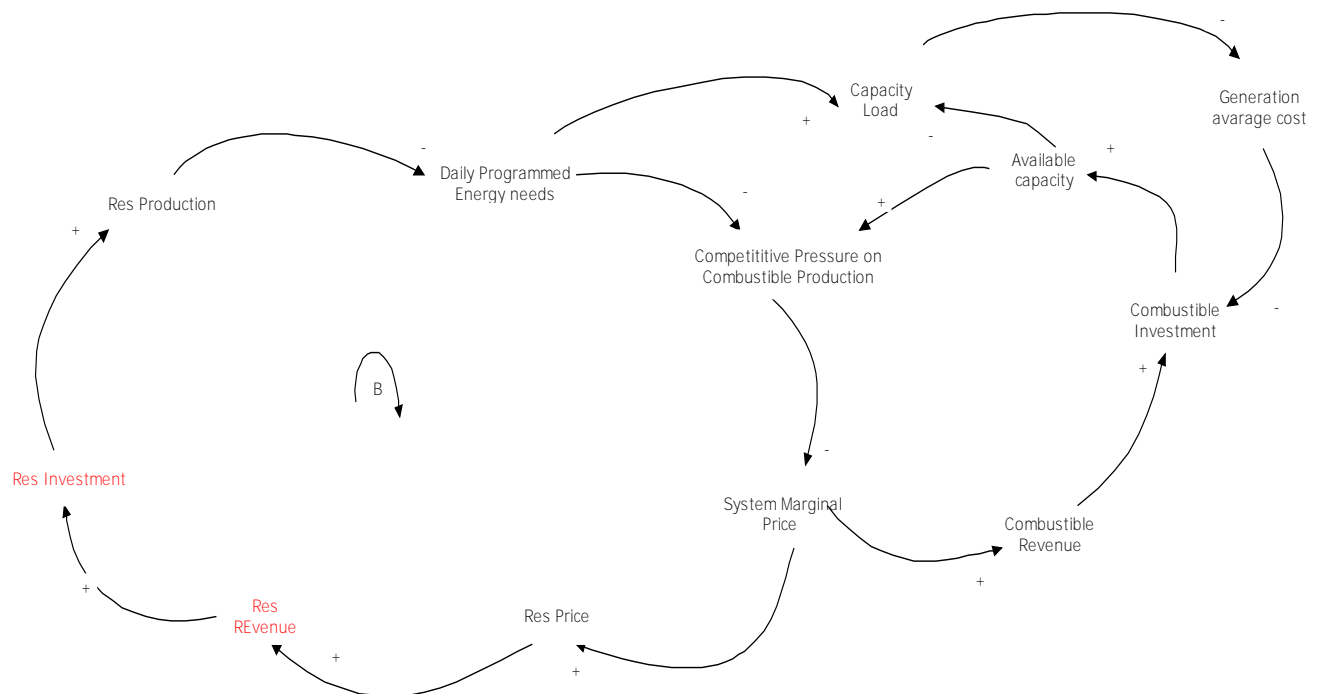 -
Capacity
Load
Generation
avarage cost
+
-
-
+
Available
capacity
Daily Programmed
Energy needs
-
+
Res Production
+
Competititive Pressure on
Combustible Production
Combustible
Investment
-
+
B
-
Res Investment
System Marginal
Price
Combustible
Revenue
+
+
Res
REvenue
Res Price
+
+